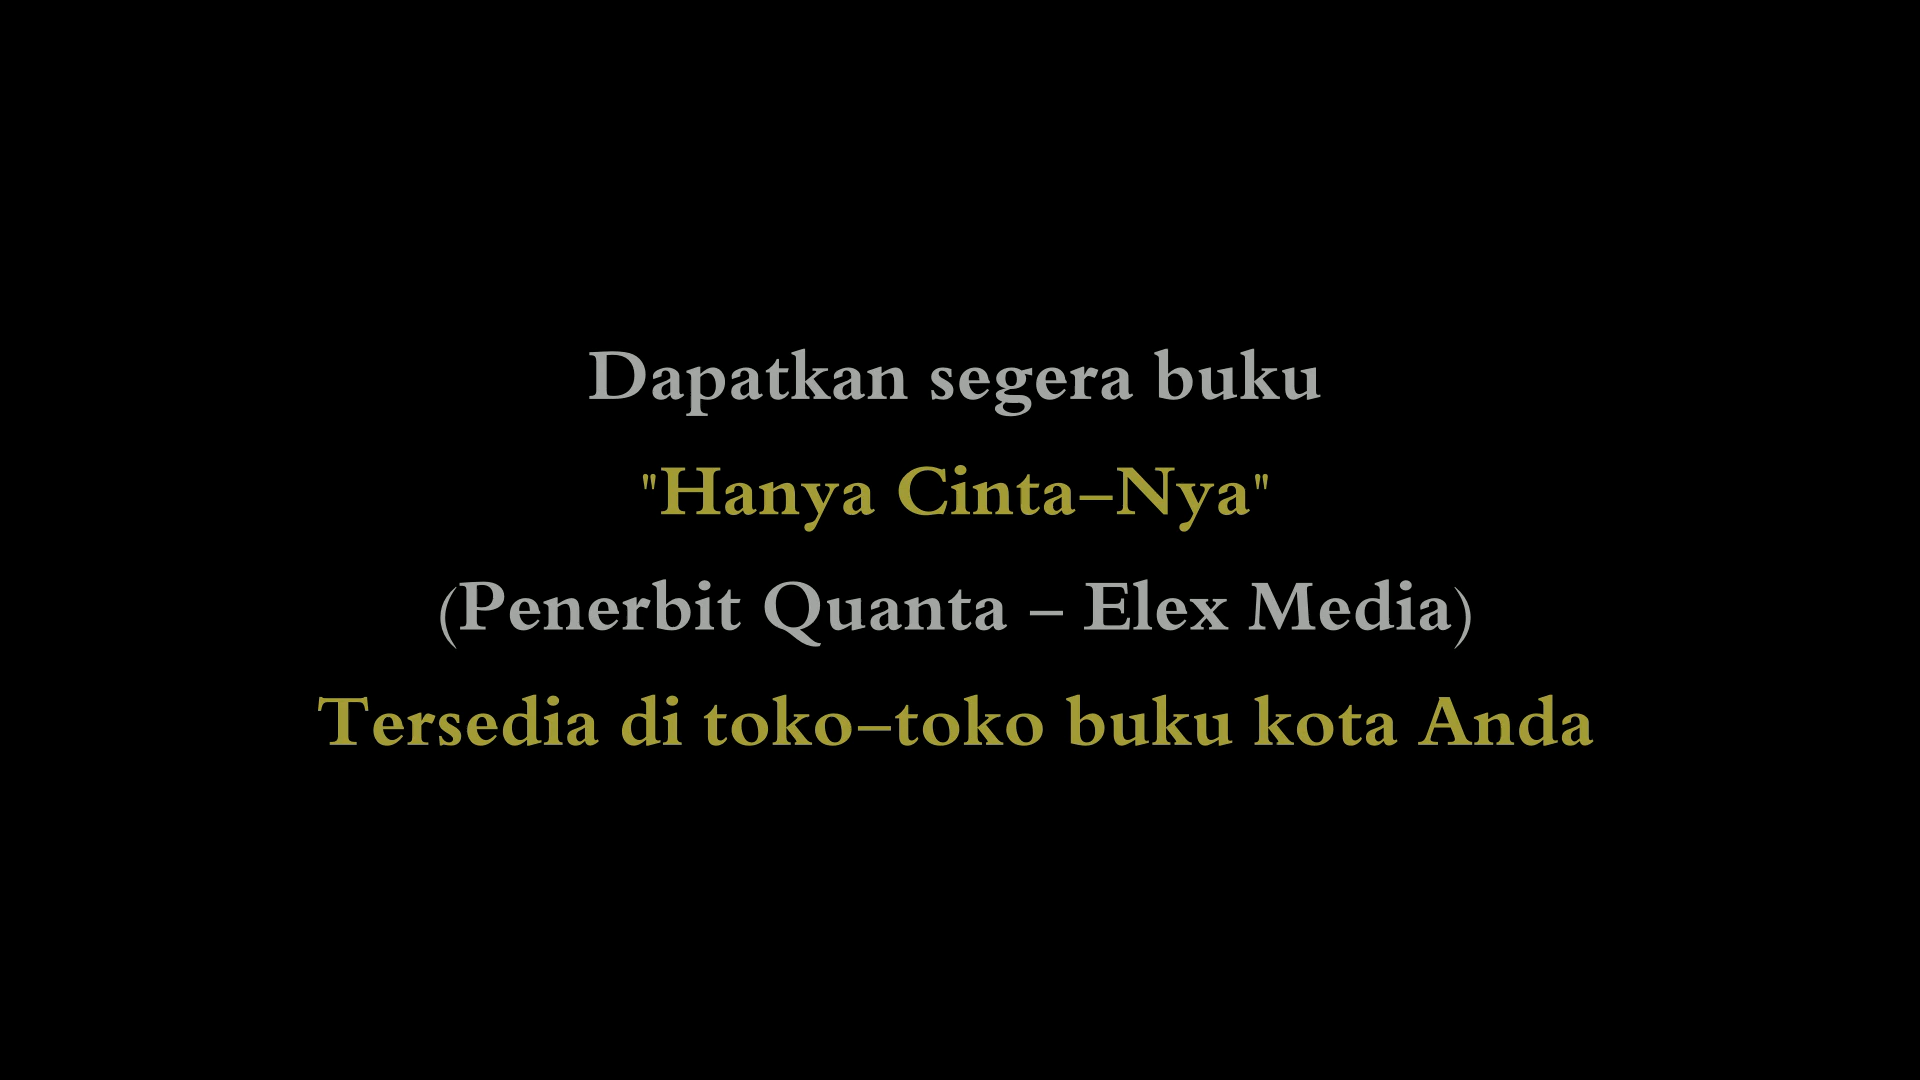 Dapatkan segera buku
"Hanya Cinta-Nya"
(Penerbit Quanta - Elex Media)
Tersedia di toko-toko buku kota Anda